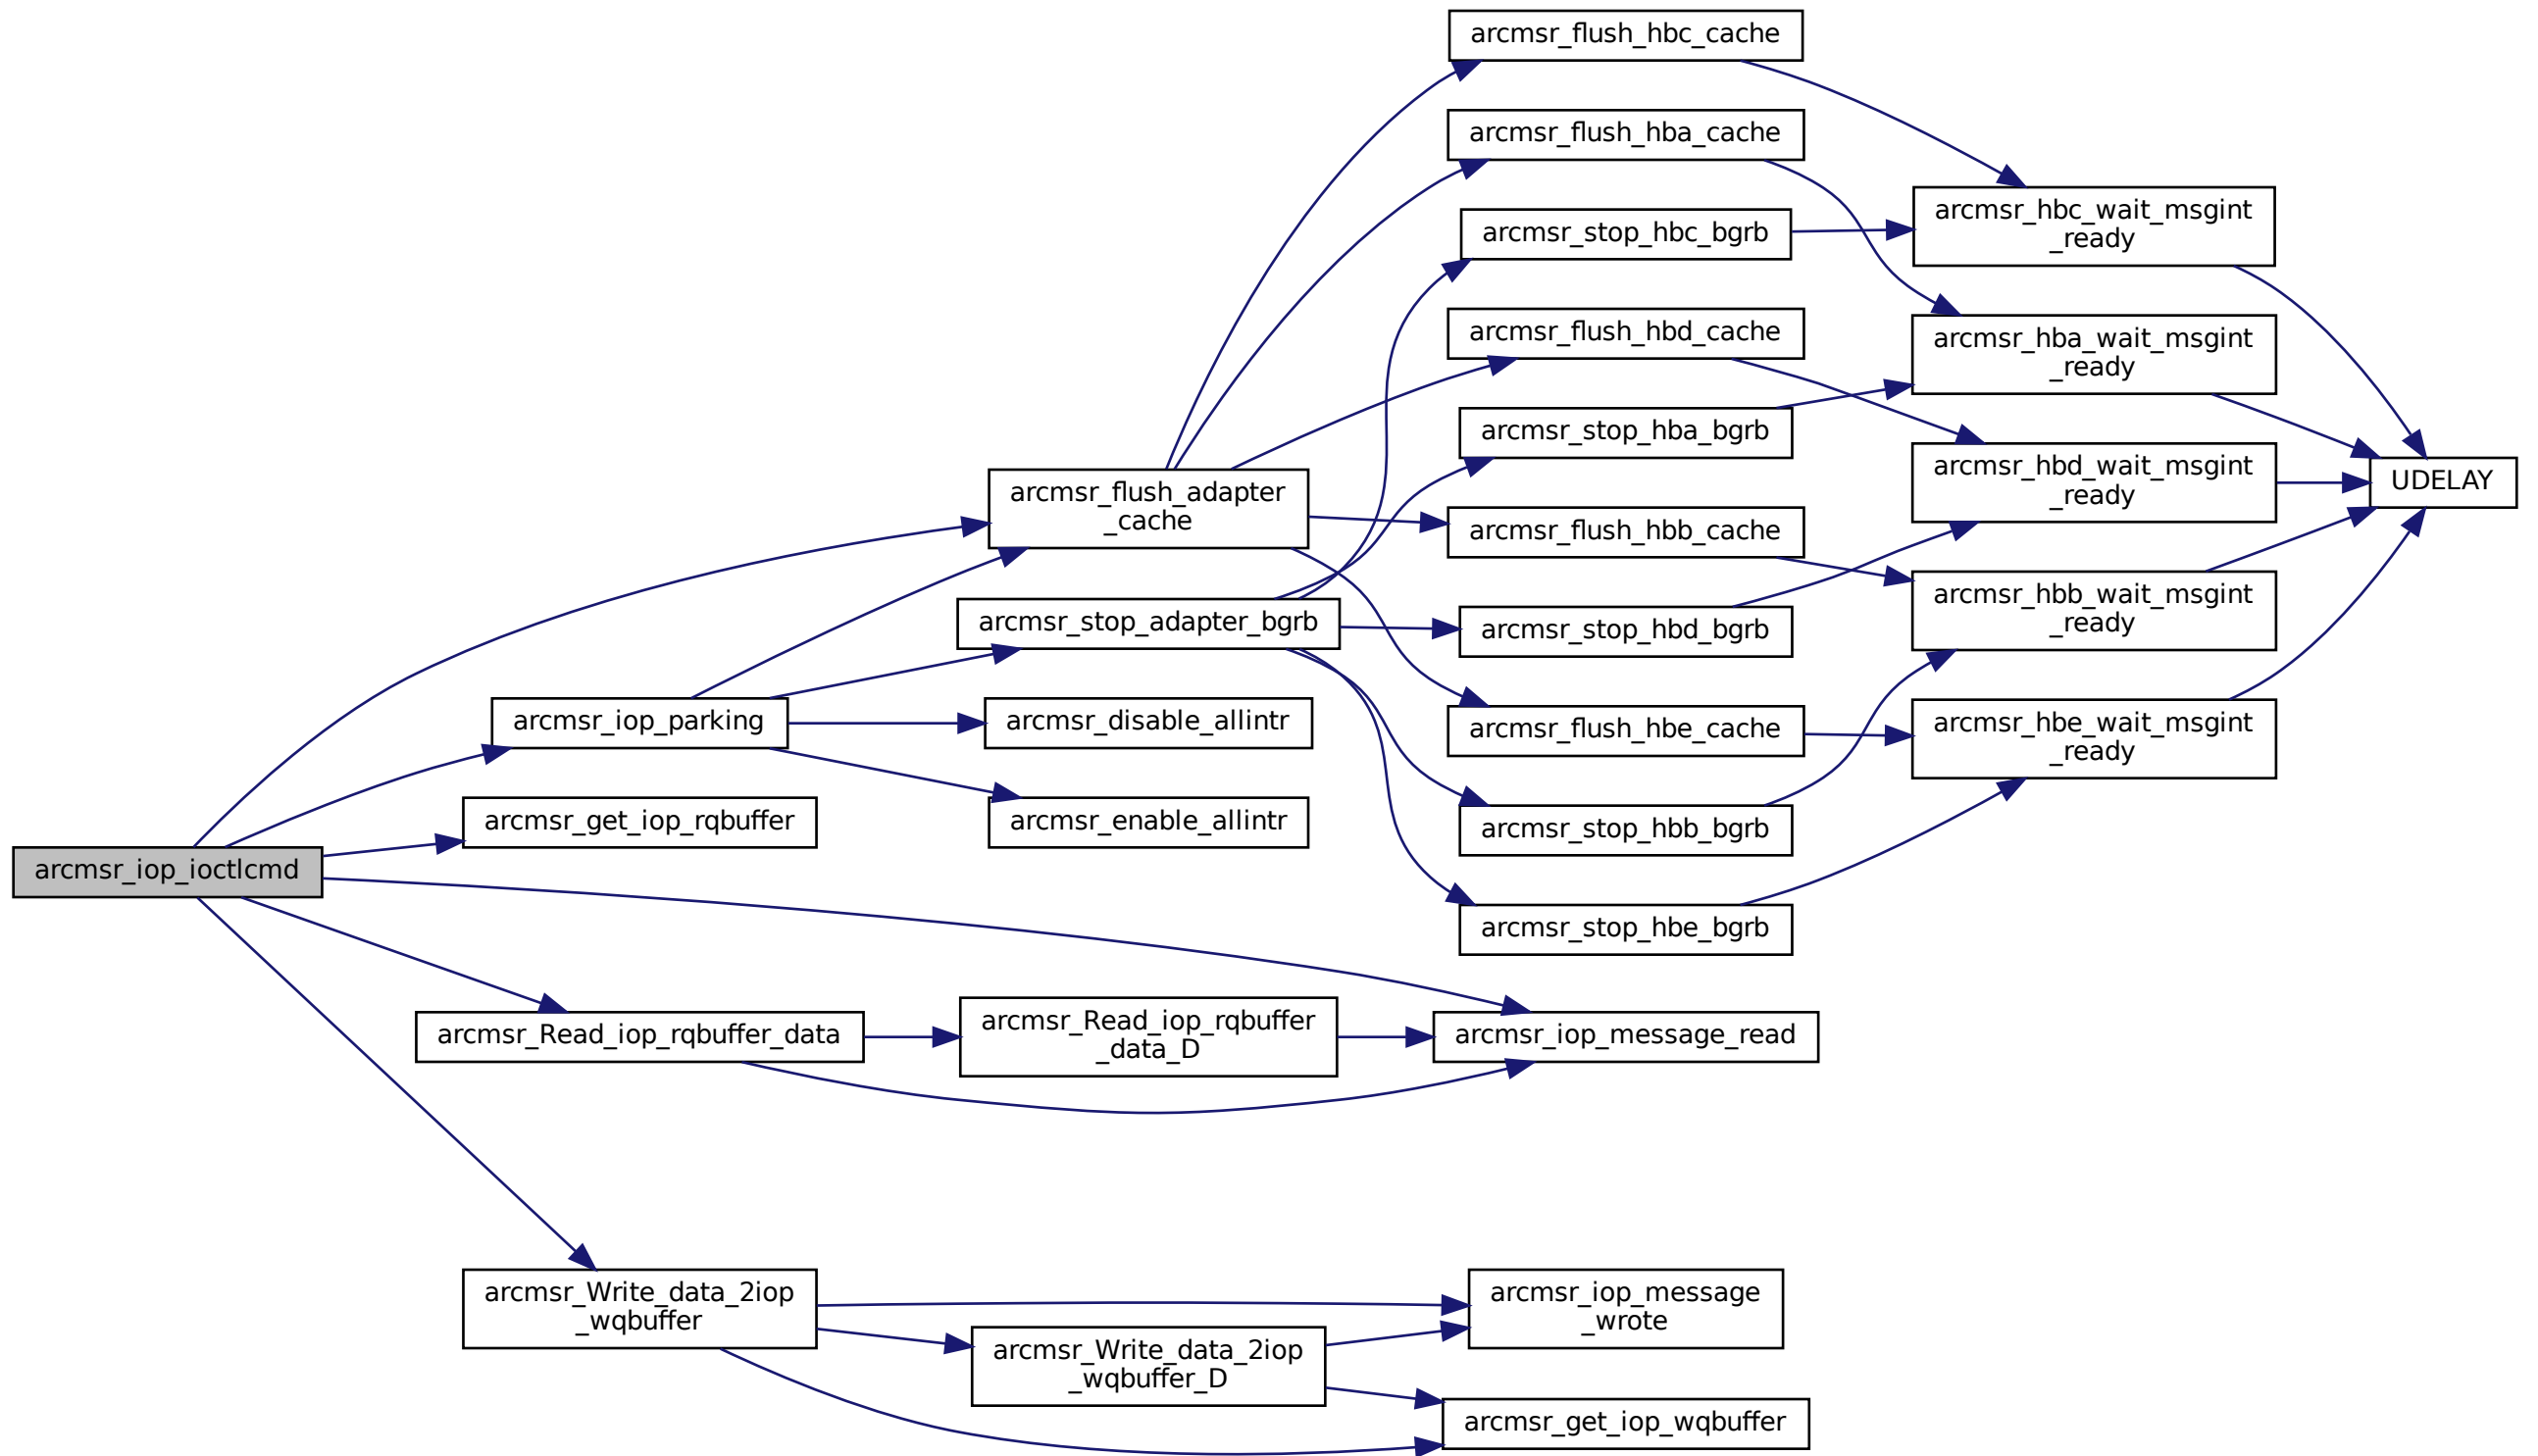 arcmsr_flush_hbc_cache
arcmsr_flush_hba_cache
arcmsr_hbc_wait_msgint
_ready
arcmsr_stop_hbc_bgrb
arcmsr_flush_hbd_cache
arcmsr_hba_wait_msgint
_ready
arcmsr_stop_hba_bgrb
arcmsr_hbd_wait_msgint
_ready
UDELAY
arcmsr_flush_adapter
_cache
arcmsr_flush_hbb_cache
arcmsr_hbb_wait_msgint
_ready
arcmsr_stop_adapter_bgrb
arcmsr_stop_hbd_bgrb
arcmsr_iop_parking
arcmsr_disable_allintr
arcmsr_flush_hbe_cache
arcmsr_hbe_wait_msgint
_ready
arcmsr_get_iop_rqbuffer
arcmsr_enable_allintr
arcmsr_stop_hbb_bgrb
arcmsr_iop_ioctlcmd
arcmsr_stop_hbe_bgrb
arcmsr_Read_iop_rqbuffer_data
arcmsr_Read_iop_rqbuffer
_data_D
arcmsr_iop_message_read
arcmsr_Write_data_2iop
_wqbuffer
arcmsr_iop_message
_wrote
arcmsr_Write_data_2iop
_wqbuffer_D
arcmsr_get_iop_wqbuffer